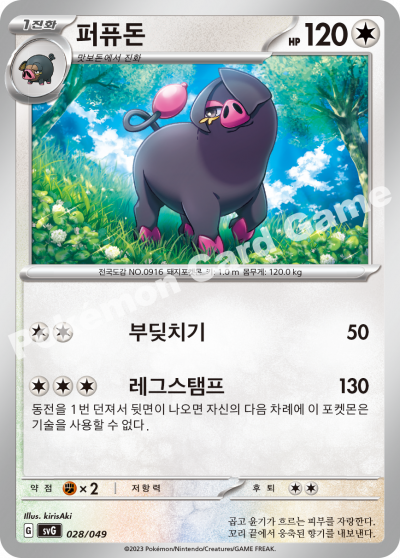 1진화 퍼퓨돈 HP 120
맛보돈에서 진화
전국도감 NO.0916 돼지포켓몬 키: 1.0 m 몸무게: 120.0 kg
부딪치기 50
레그스탬프 130
동전을 1번 던져서 뒷면이 나오면 자신의 다음 차례에 이 포켓몬은
기술을 사용할 수 없다.
약점 ×2 저항력 후퇴
Illus. kirisAki
G svG 028/049
곱고 윤기가 흐르는 피부를 자랑한다.
꼬리 끝에서 응축된 향기를 내보낸다.
©2023 Pokémon/Nintendo/Creatures/GAME FREAK.
Pokémon Card Game